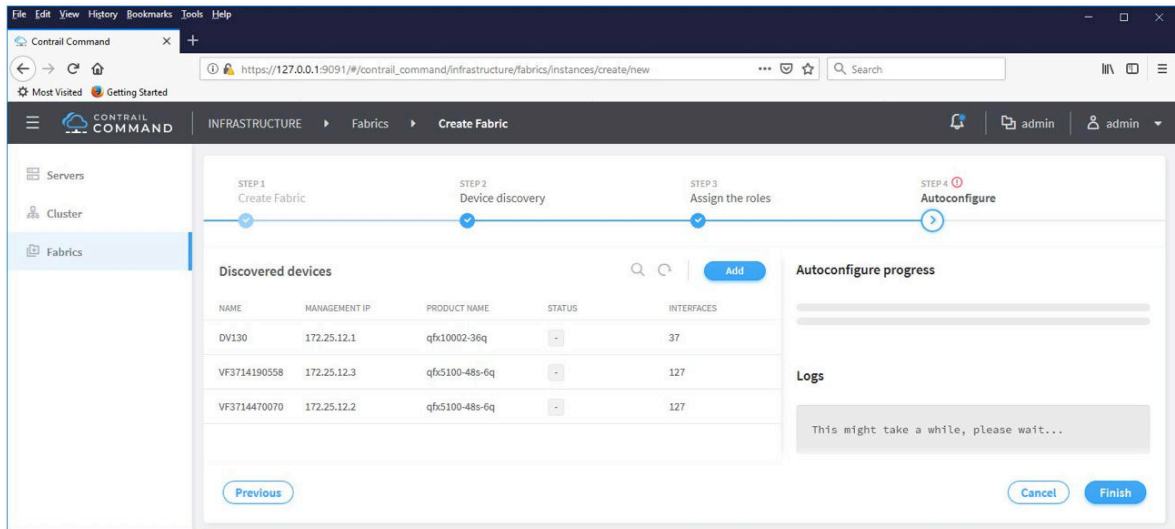 File Edit View History Bookmarks Tools Help
Contrail Command
https://127.0.0.1:9091/#/contrail_command/infrastructure/fabrics/instances/create/new
Search
Most Visited Getting Started
CONTRAIL
COMMAND
INFRASTRUCTURE Fabrics Create Fabric
admin admin
Servers
Cluster
Fabrics
STEP 1 STEP 2 STEP 3 STEP 4
Create Fabric Device discovery Assign the roles Autoconfigure
Discovered devices Add Autoconfigure progress
NAME MANAGEMENT IP PRODUCT NAME STATUS INTERFACES
DV130 172.25.12.1 qfx10002-36q - 37
VF3714190558 172.25.12.3 qfx5100-48s-6q - 127
Logs
VF3714470070 172.25.12.2 qfx5100-48s-6q - 127
This might take a while, please wait...
Previous Cancel Finish